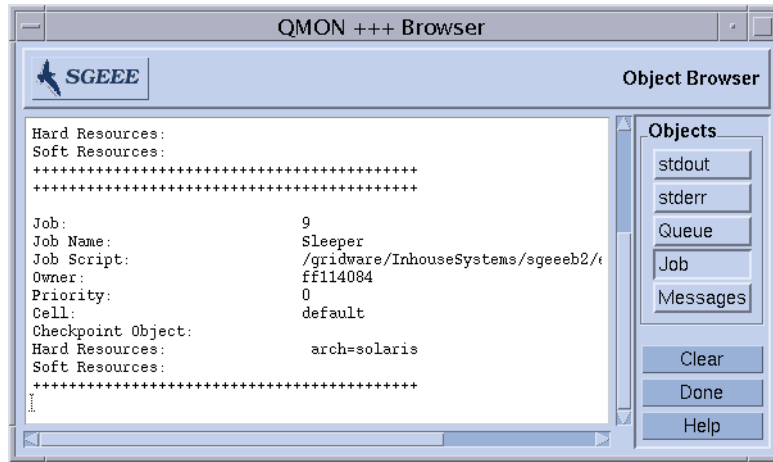 QMON +++ Browser
SGEEE
Object Browser
Hard Resources:
Soft Resources:
+++++++++++++++++++++++++++++++++++++++++++
+++++++++++++++++++++++++++++++++++++++++++
Job: 9
Job Name: Sleeper
Job Script: /gridware/InhouseSystems/sgeeeb2/e
Owner: ff114084
Priority: 0
Cell: default
Checkpoint Object:
Hard Resources: arch=solaris
Soft Resources:
+++++++++++++++++++++++++++++++++++++++++++
Objects
stdout
stderr
Queue
Job
Messages
Clear
Done
Help